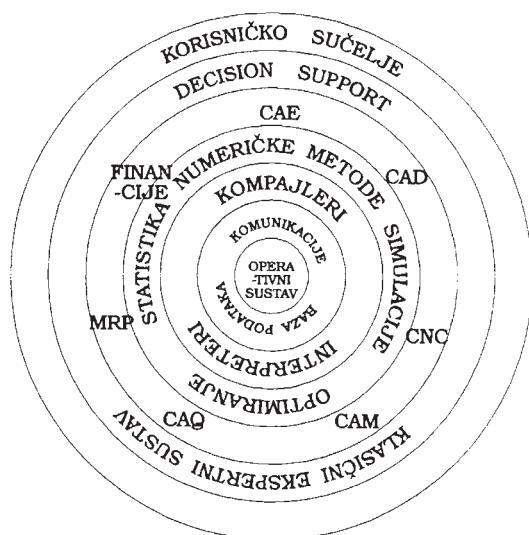 KORISNIČKO SUČELJE
DECISION SUPPORT
CAE
NUMERIČKE METODE
FINAN-
-CIJE
CAD
KOMPAJLERI
STATISTIKA
SIMULACIJE
KOMUNIKACIJE
OPERA
-TIVNI
SUSTAV
BAZA PODATAKA
MRP
CNC
INTERPRETERI
OPTIMIRANJE
CAQ
CAM
KLASIČNI EKSPERTNI SUSTAV